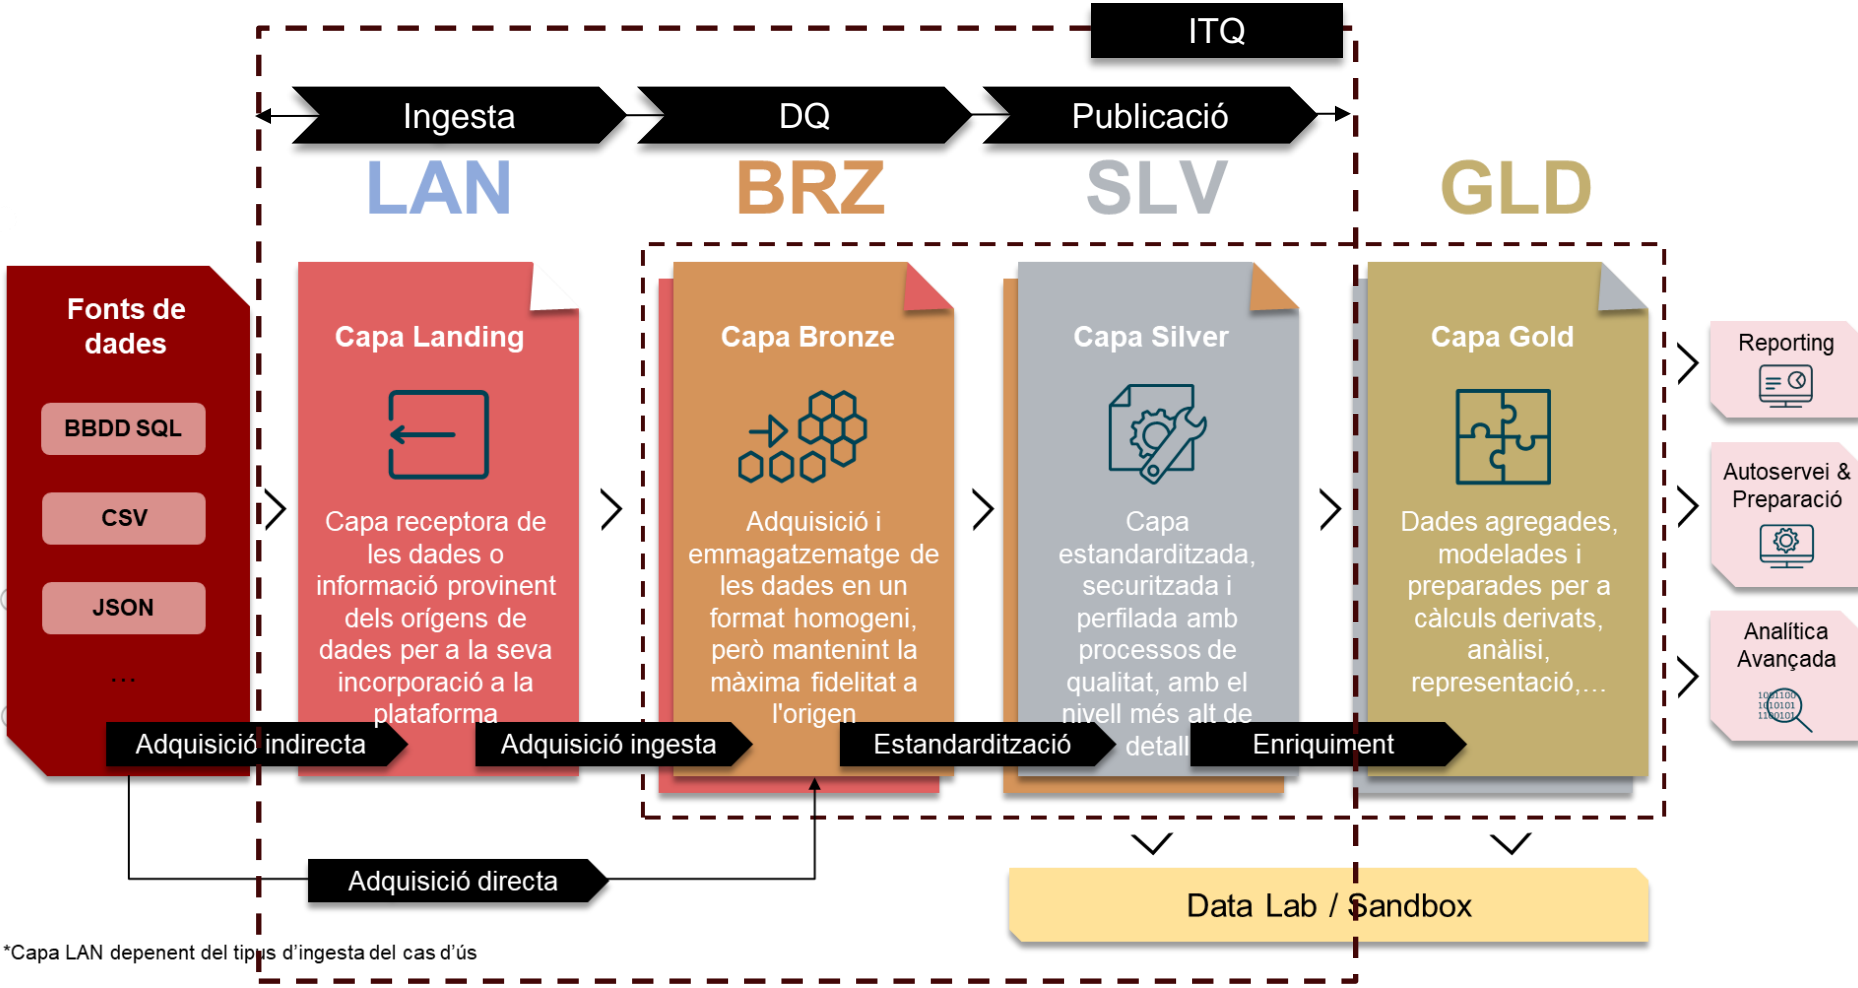 ITQ
Ingesta
DQ
Publicació
LAN
BRZ
SLV
GLD
Fonts de
dades
BBDD SQL
CSV
JSON
...
Capa Landing
Capa receptora de
les dades o
informació provinent
dels orígens de
dades per a la seva
incorporació a la
plataforma
Capa Bronze
Adquisició i
emmagatzematge de
les dades en un
format homogeni,
però mantenint la
màxima fidelitat a
l'origen
Capa Silver
Capa
estandarditzada,
securitzada i
perfilada amb
processos de
qualitat, amb el
nivell més alt de
detall
Capa Gold
Dades agregades,
modelades i
preparades per a
càlculs derivats,
anàlisi,
representació,...
Reporting
Autoservei &
Preparació
Analítica
Avançada
1001100
1010101
1100101
Adquisició indirecta
Adquisició ingesta
Estandardització
Enriquiment
Adquisició directa
Data Lab / Sandbox
*Capa LAN depenent del tipus d’ingesta del cas d’ús